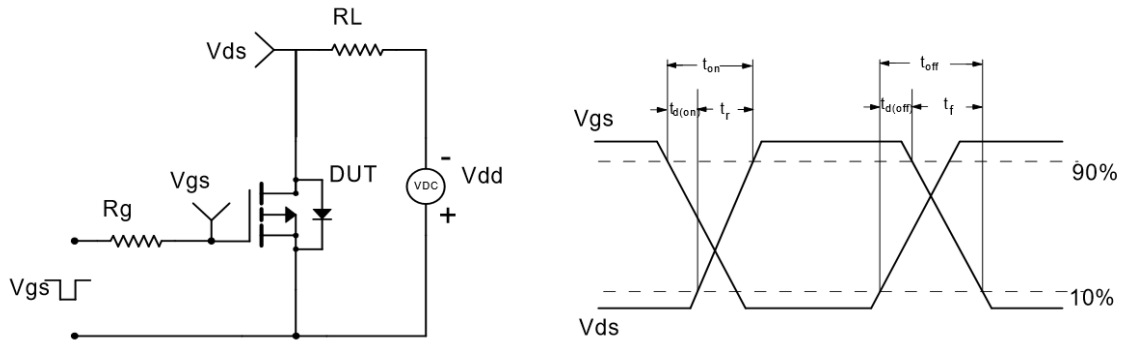 RL
Vds
DUT
Vgs
Rg
VDC
-
Vdd
+
Vgs
ton
toff
td(on)
tr
td(off)
tf
Vgs
90%
10%
Vds